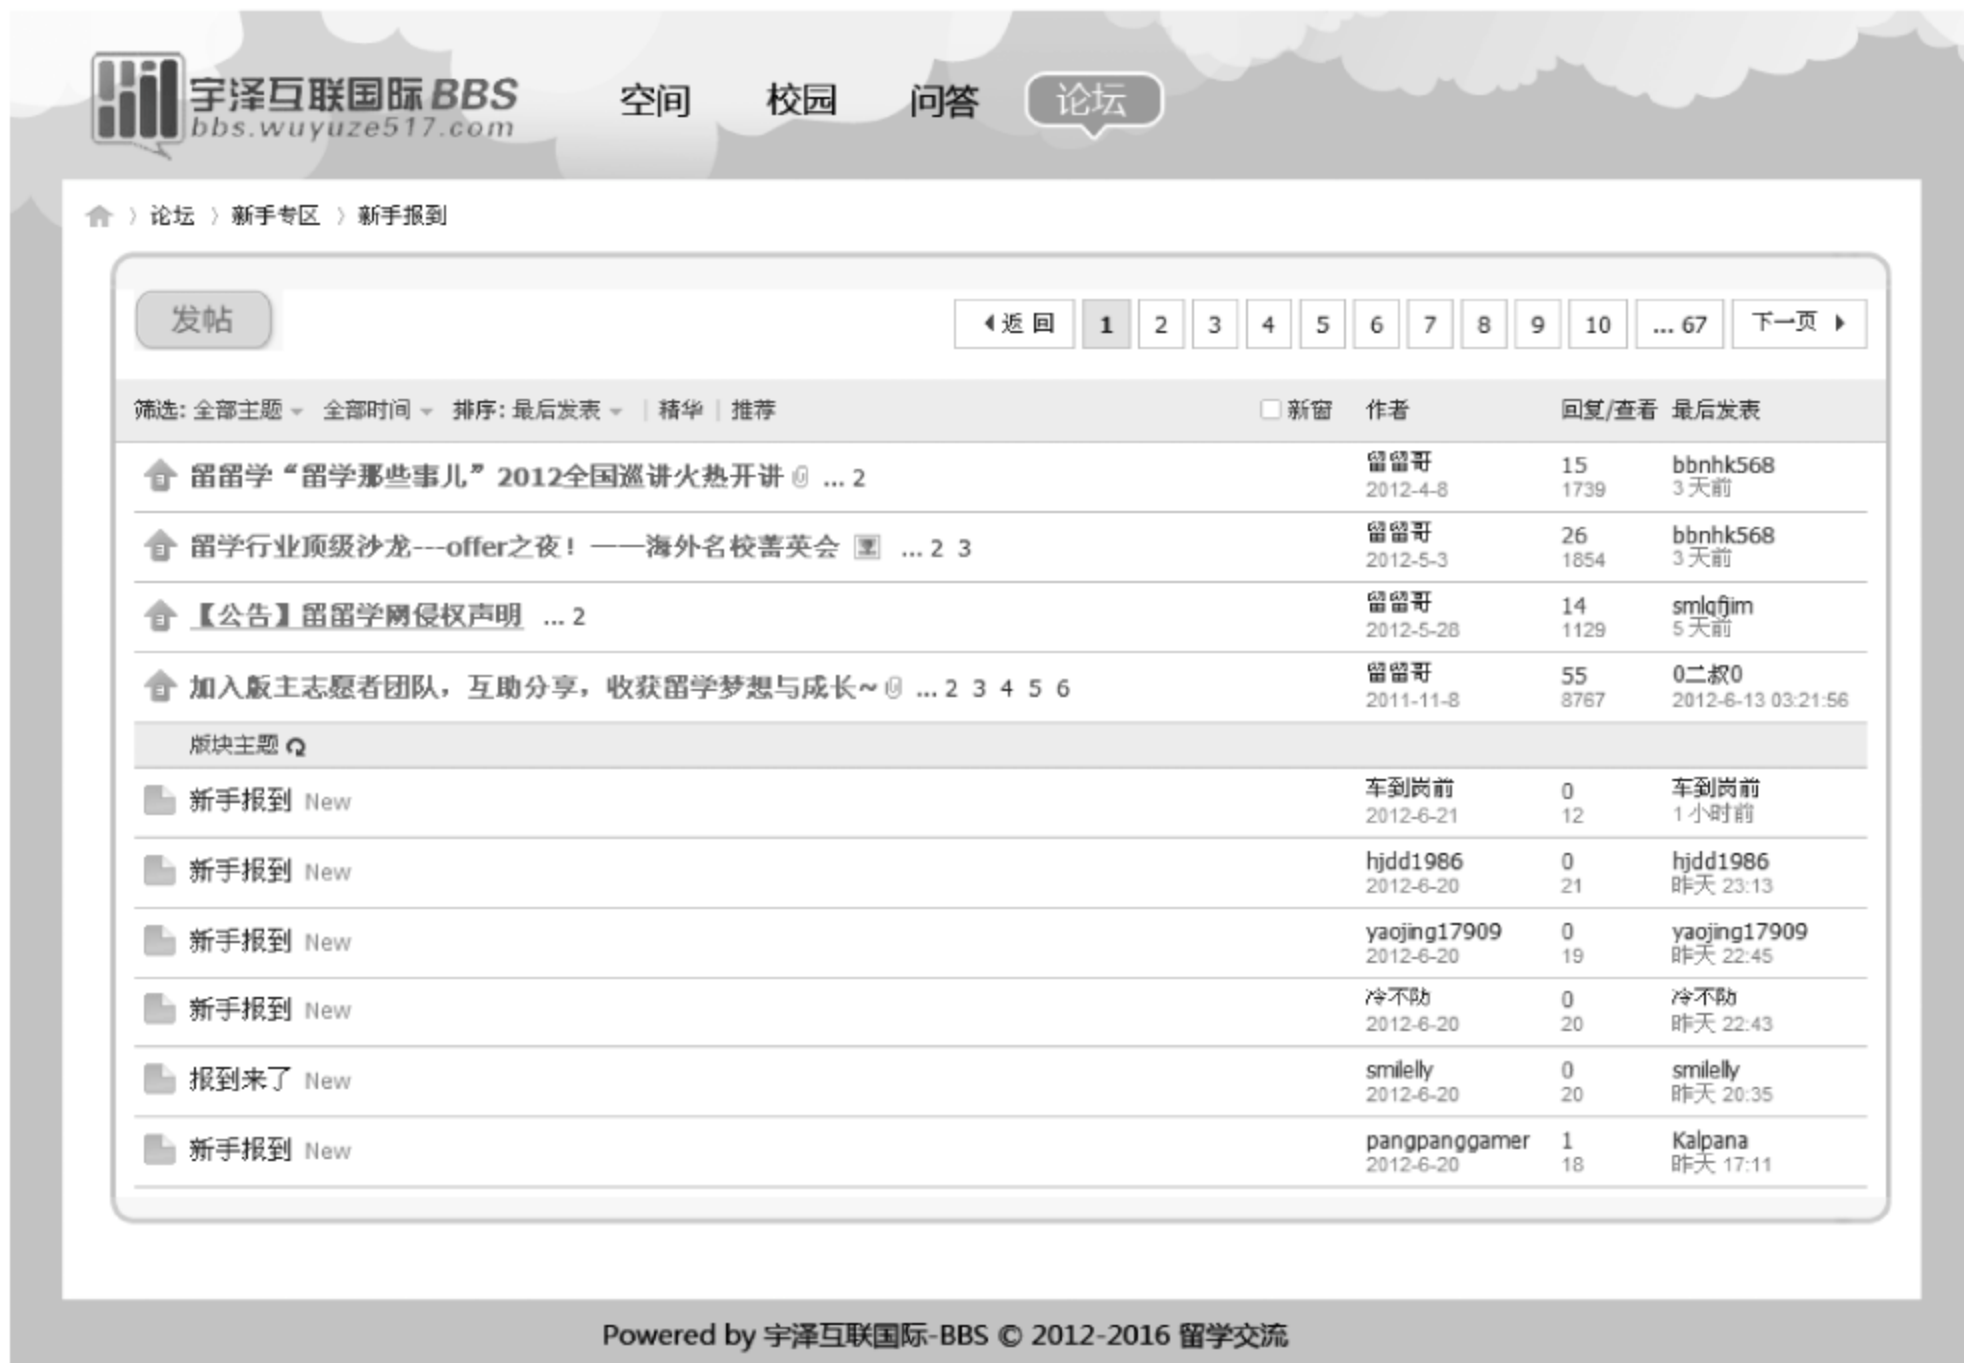 宇泽互联国际BBS
bbs.wuyuze517.com
空间 校园 问答 论坛
论坛 〉 新手专区 〉 新手报到
发帖 返回 1 2 3 4 5 6 7 8 9 10 ... 67 下一页
筛选: 全部主题 全部时间 排序: 最后发表 | 精华 | 推荐 新窗 作者 回复/查看 最后发表
留留学“留学那些事儿”2012全国巡讲火热开讲 ... 2 留留哥 15 bbnhk568
2012-4-8 1739 3 天前
留学行业顶级沙龙---offer之夜！——海外名校菁英会 ... 2 3 留留哥 26 bbnhk568
2012-5-3 1854 3 天前
【公告】留留学网侵权声明 ... 2 留留哥 14 smlqfjim
2012-5-28 1129 5 天前
加入版主志愿者团队，互助分享，收获留学梦想与成长~ ... 2 3 4 5 6 留留哥 55 0二叔0
2011-11-8 8767 2012-6-13 03:21:56
版块主题
新手报到 New 车到岗前 0 车到岗前
2012-6-21 12 1 小时前
新手报到 New hjdd1986 0 hjdd1986
2012-6-20 21 昨天 23:13
新手报到 New yaojing17909 0 yaojing17909
2012-6-20 19 昨天 22:45
新手报到 New 冷不防 0 冷不防
2012-6-20 20 昨天 22:43
报到来了 New smilelly 0 smilelly
2012-6-20 20 昨天 20:35
新手报到 New pangpanggamer 1 Kalpana
2012-6-20 18 昨天 17:11
Powered by 宇泽互联国际-BBS © 2012-2016 留学交流